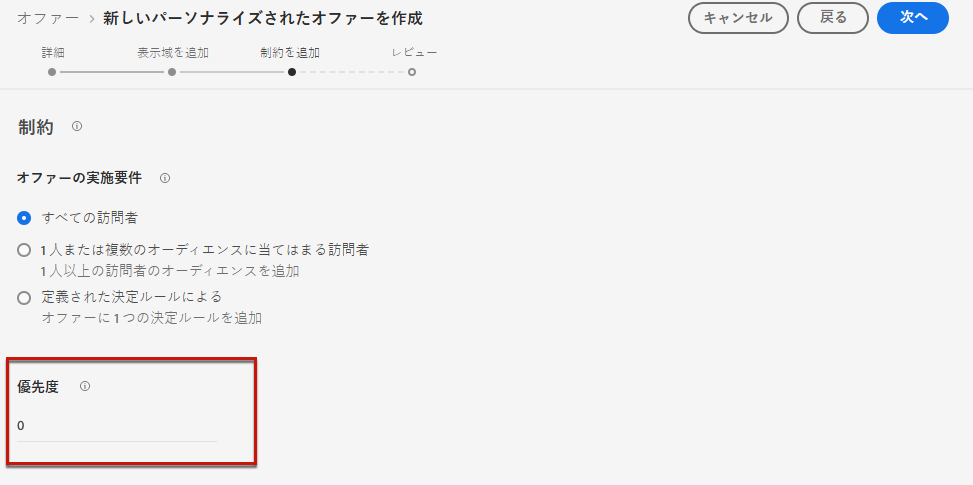 オファー > 新しいパーソナライズされたオファーを作成
キャンセル 戻る 次へ
詳細 表示域を追加 制約を追加 レビュー
制約
オファーの実施要件
すべての訪問者
1人または複数のオーディエンスに当てはまる訪問者
1人以上の訪問者のオーディエンスを追加
定義された決定ルールによる
オファーに1つの決定ルールを追加
優先度
0